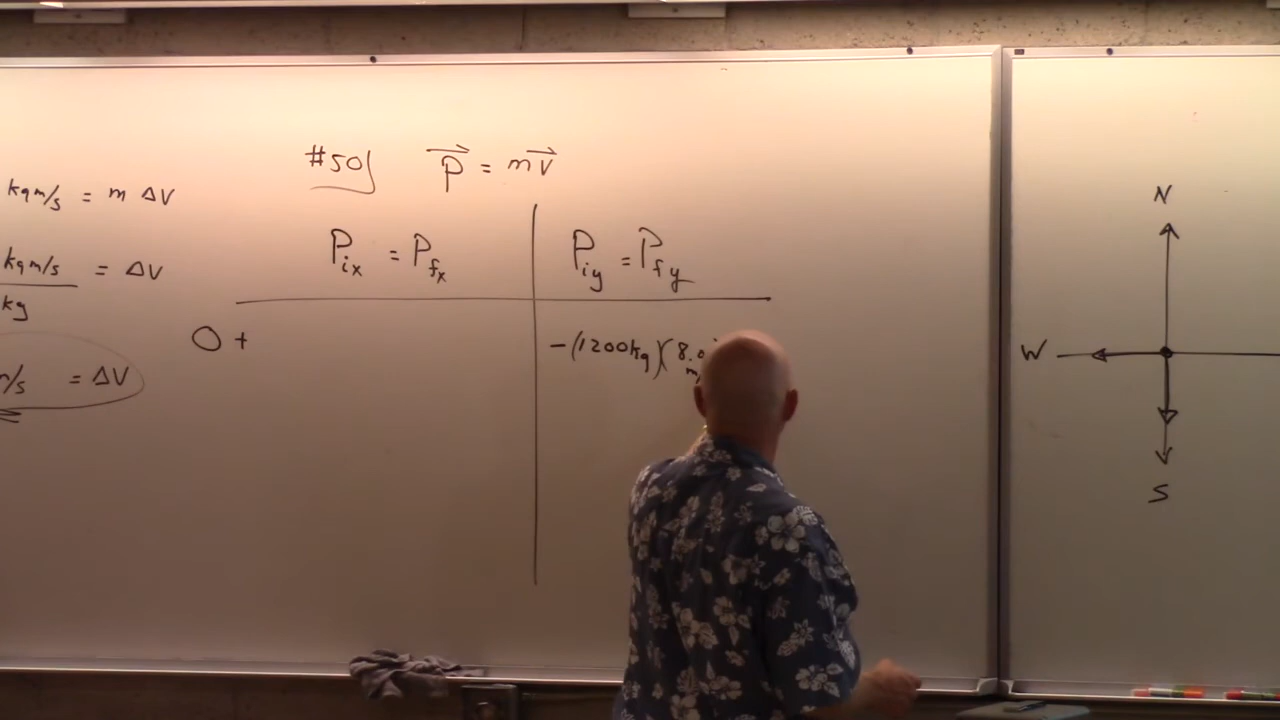 kgm/s = m ΔV
kgm/s = ΔV
kg
m/s = ΔV
#50) P = mV
Pix = Pfx
Piy = Pfy
0 +
-(1200kg)(8.0
m
N
W
S